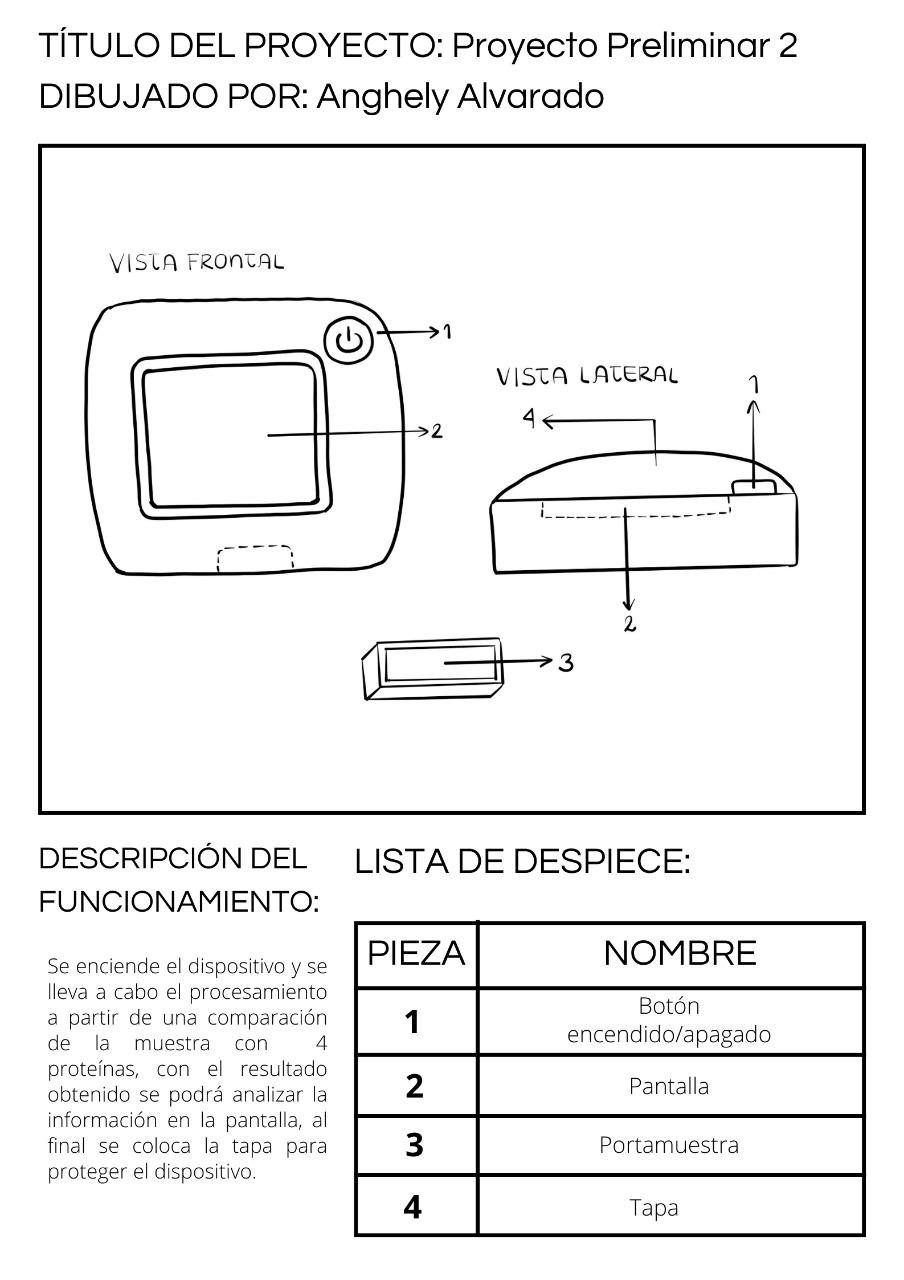 TÍTULO DEL PROYECTO: Proyecto Preliminar 2
DIBUJADO POR: Anghely Alvarado
VISTA FRONTAL
1
2
VISTA LATERAL
4
1
2
3
DESCRIPCIÓN DEL
FUNCIONAMIENTO:
Se enciende el dispositivo y se
lleva a cabo el procesamiento
a partir de una comparación
de la muestra con 4
proteínas, con el resultado
obtenido se podrá analizar la
información en la pantalla, al
final se coloca la tapa para
proteger el dispositivo.
LISTA DE DESPIECE:
PIEZA NOMBRE
1 Botón
encendido/apagado
2 Pantalla
3 Portamuestra
4 Tapa